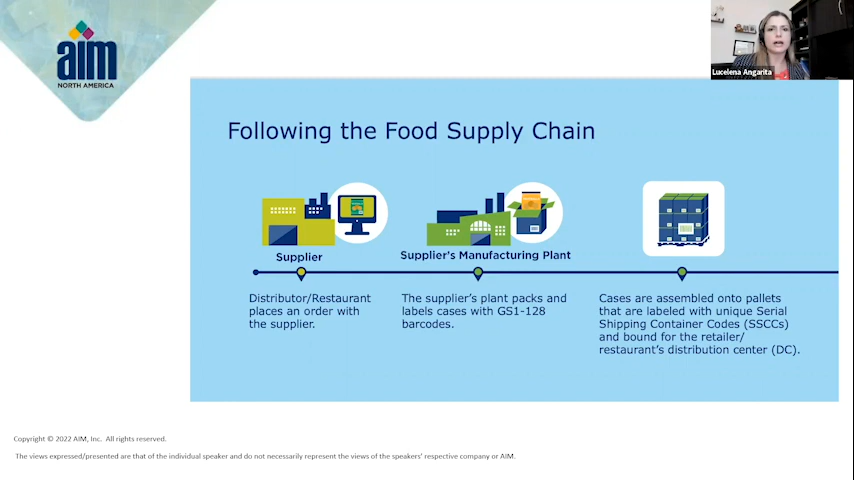 aim
NORTH AMERICA
Lucelena Angarita
Following the Food Supply Chain
Supplier
Supplier's Manufacturing Plant
Distributor/Restaurant
places an order with
the supplier.
The supplier's plant packs and
labels cases with GS1-128
barcodes.
Cases are assembled onto pallets
that are labeled with unique Serial
Shipping Container Codes (SSCCs)
and bound for the retailer/
restaurant's distribution center (DC).
Copyright © 2022 AIM, Inc. All rights reserved.
The views expressed/presented are that of the individual speaker and do not necessarily represent the views of the speakers' respective company or AIM.